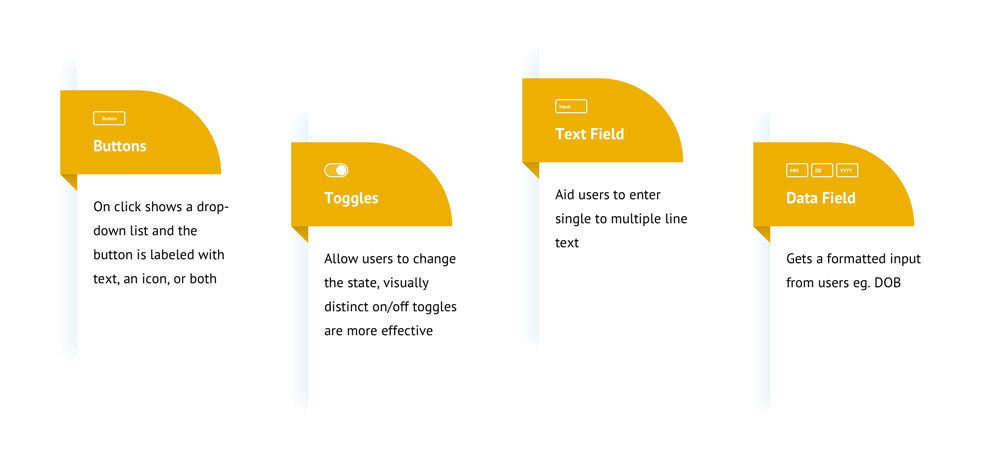 Button
Buttons
On click shows a drop-
down list and the
button is labeled with
text, an icon, or both
Toggles
Allow users to change
the state, visually
distinct on/off toggles
are more effective
Input
Text Field
Aid users to enter
single to multiple line
text
MM DD YYYY
Data Field
Gets a formatted input
from users eg. DOB